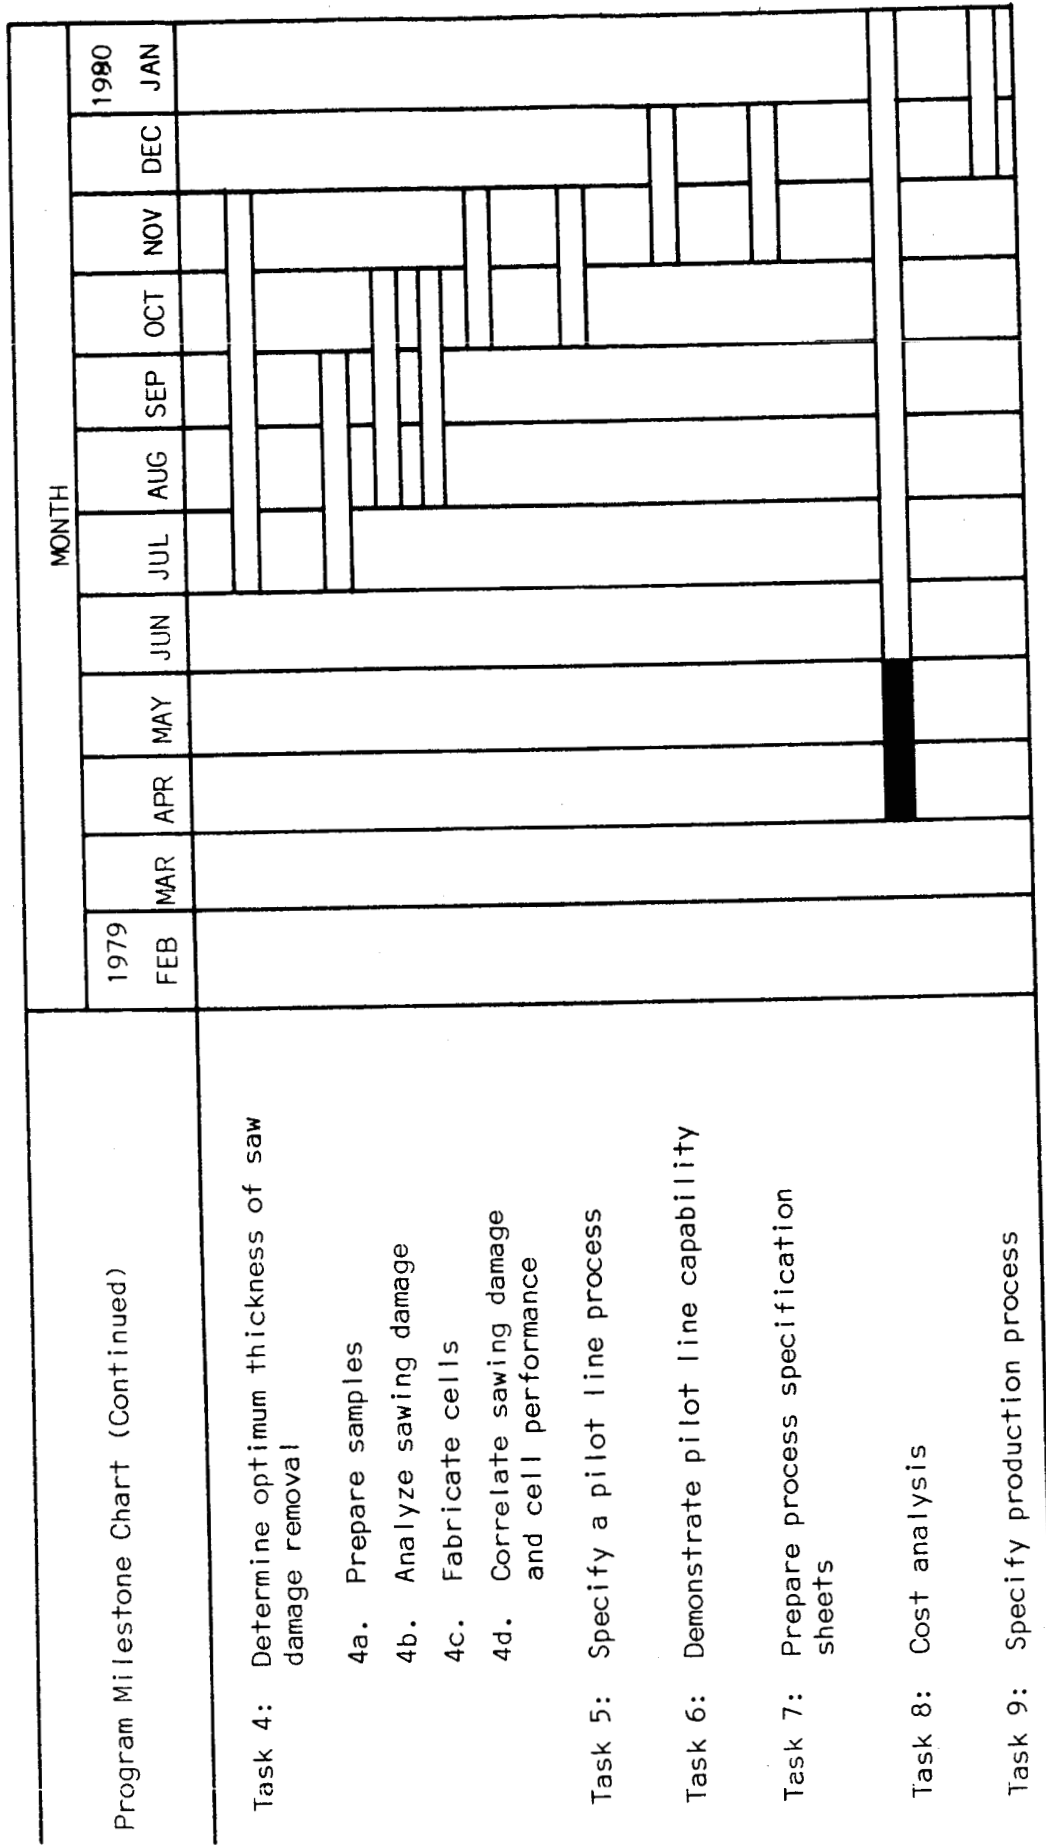 MONTH
1979 1980
FEB MAR APR MAY JUN JUL AUG SEP OCT NOV DEC JAN
Program Milestone Chart (Continued)
Task 4: Determine optimum thickness of saw
damage removal
4a. Prepare samples
4b. Analyze sawing damage
4c. Fabricate cells
4d. Correlate sawing damage
and cell performance
Task 5: Specify a pilot line process
Task 6: Demonstrate pilot line capability
Task 7: Prepare process specification
sheets
Task 8: Cost analysis
Task 9: Specify production process